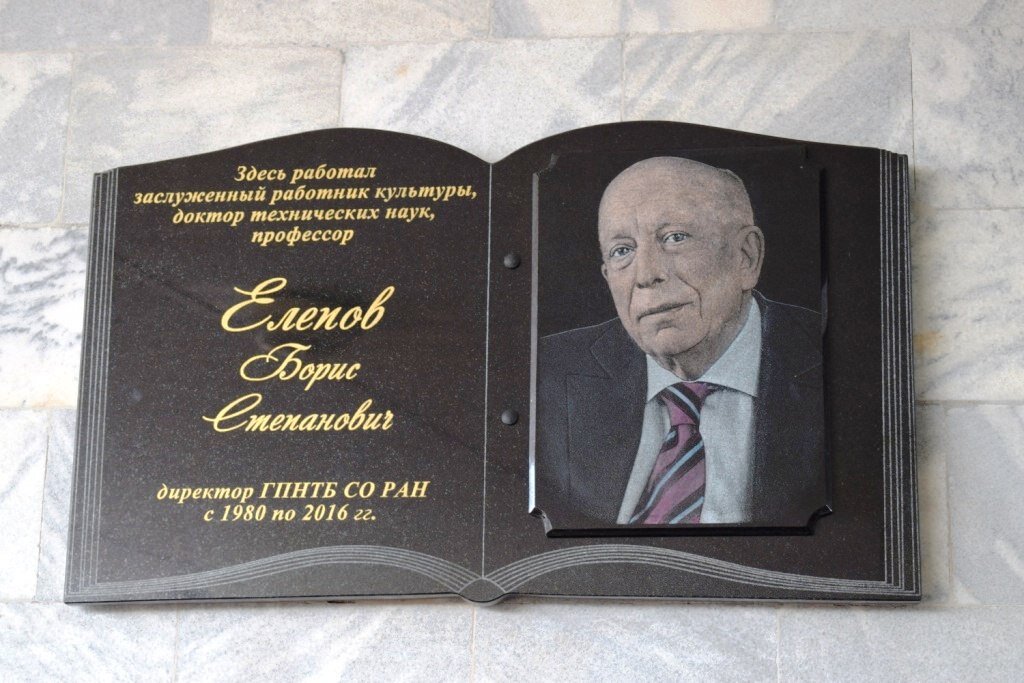 Здесь работал
заслуженный работник культуры,
доктор технических наук,
профессор
Елепов
Борис
Степанович
директор ГПНТБ СО РАН
с 1980 по 2016 гг.